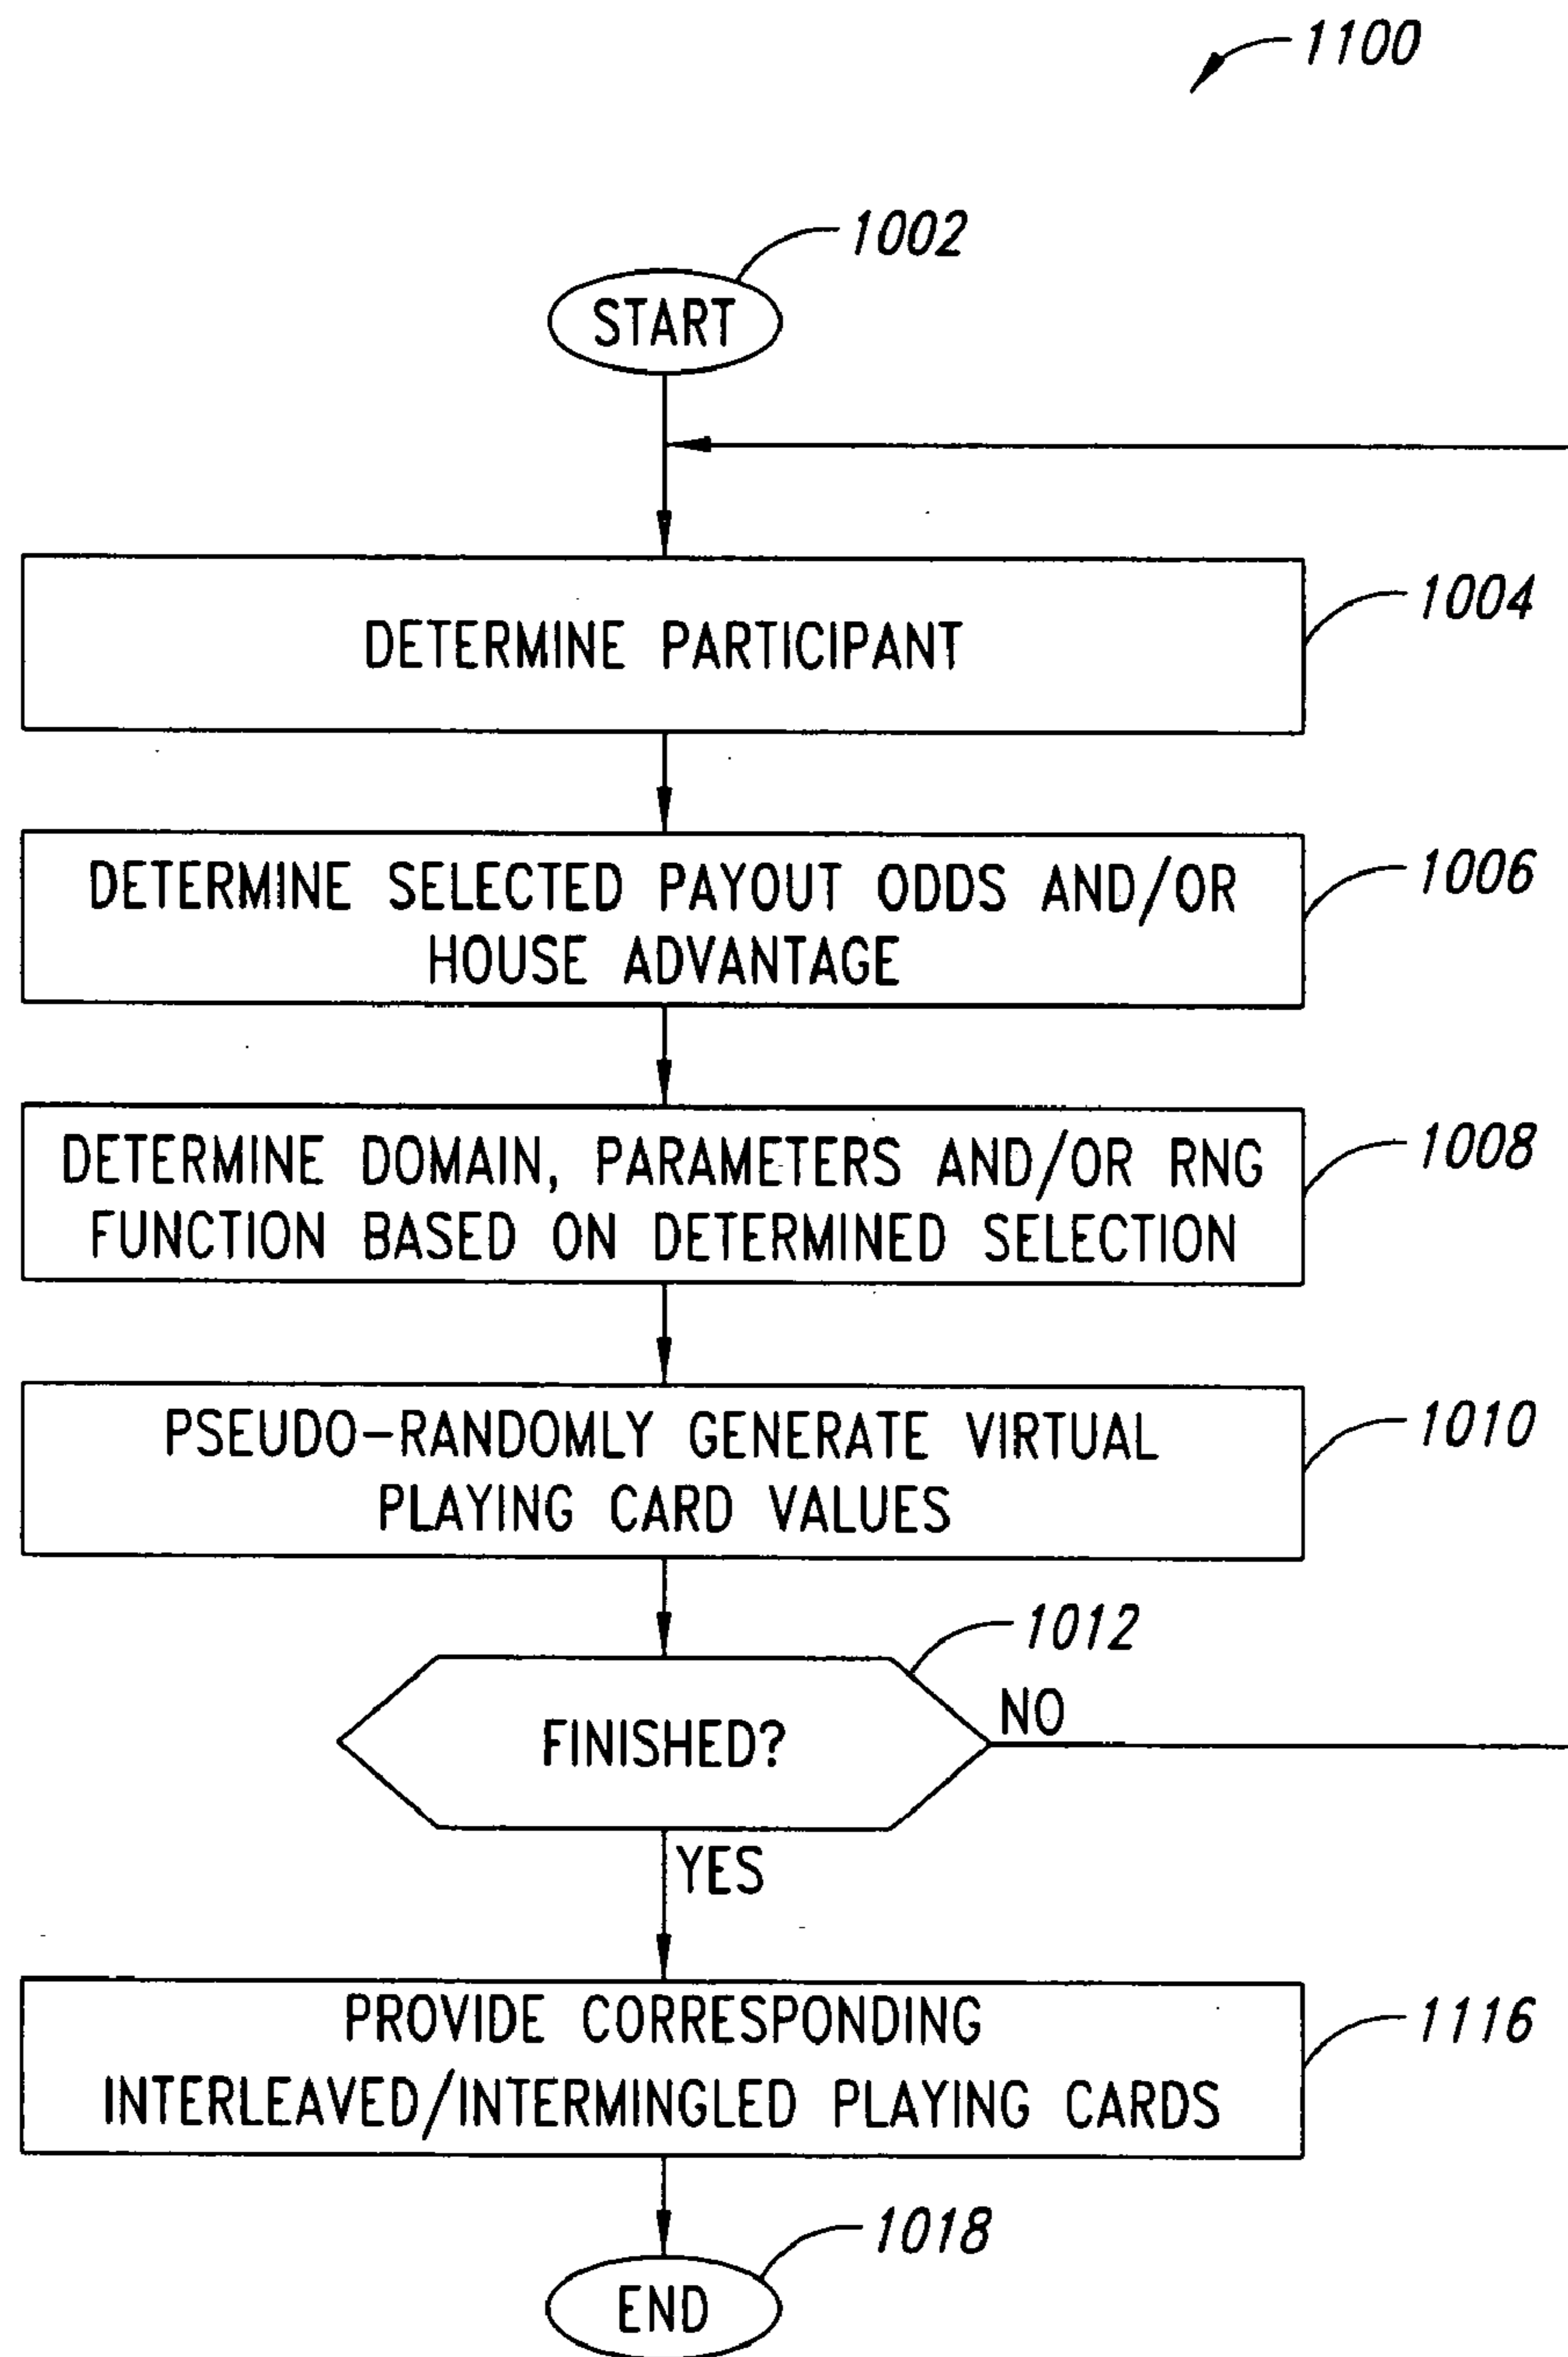 1100
1002
START
1004
DETERMINE PARTICIPANT
1006
DETERMINE SELECTED PAYOUT ODDS AND/OR
HOUSE ADVANTAGE
1008
DETERMINE DOMAIN, PARAMETERS AND/OR RNG
FUNCTION BASED ON DETERMINED SELECTION
1010
PSEUDO-RANDOMLY GENERATE VIRTUAL
PLAYING CARD VALUES
1012
NO
FINISHED?
YES
1116
PROVIDE CORRESPONDING
INTERLEAVED/INTERMINGLED PLAYING CARDS
1018
END